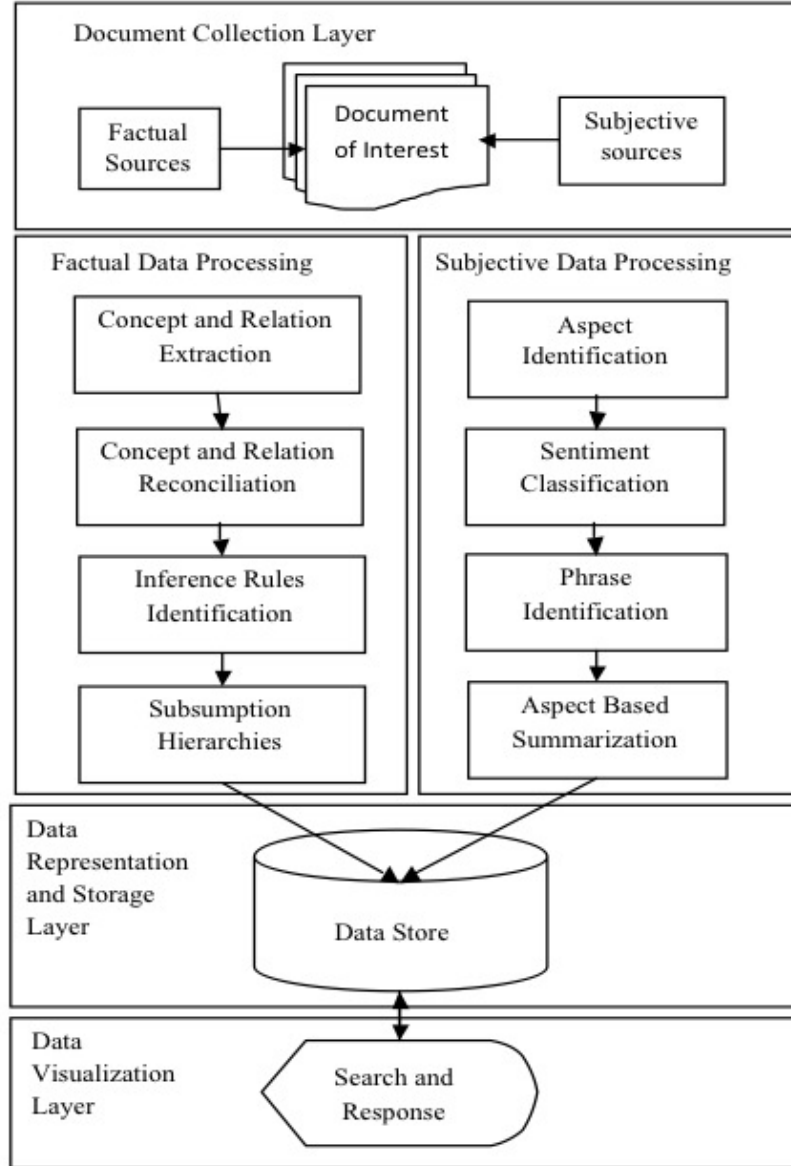 Document Collection Layer
Factual
Sources
Document
of Interest
Subjective
sources
Factual Data Processing
Concept and Relation
Extraction
Concept and Relation
Reconciliation
Inference Rules
Identification
Subsumption
Hierarchies
Subjective Data Processing
Aspect
Identification
Sentiment
Classification
Phrase
Identification
Aspect Based
Summarization
Data
Representation
and Storage
Layer
Data Store
Data
Visualization
Layer
Search and
Response